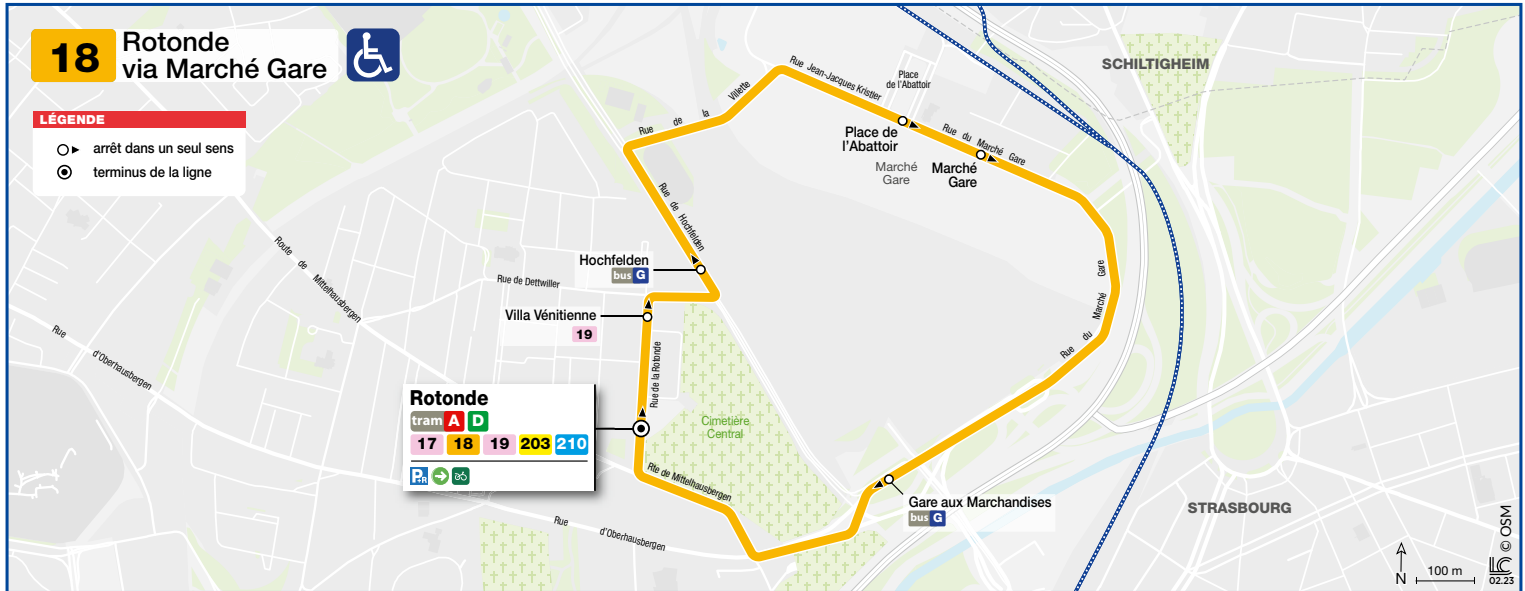 18
Rotonde
via Marché Gare
LÉGENDE
arrêt dans un seul sens
terminus de la ligne
SCHILTIGHEIM
Rue Jean-Jacques Kristler
Place
de l'Abattoir
Rue de la Villette
Place de
l'Abattoir
Rue du Marché Gare
Marché
Gare
Marché
Gare
Rue de Hochfelden
Hochfelden
bus G
Route de Mittelhausbergen
Rue de Dettwiller
Villa Vénitienne
19
Rue du Marché Gare
Rue d'Oberhausbergen
Rue de la Rotonde
Rotonde
tram A D
17 18 19 203 210
P+R
Cimetière
Central
Rte de Mittelhausbergen
Gare aux Marchandises
bus G
Rue d'Oberhausbergen
STRASBOURG
N
100 m
© OSM
LC
02.23